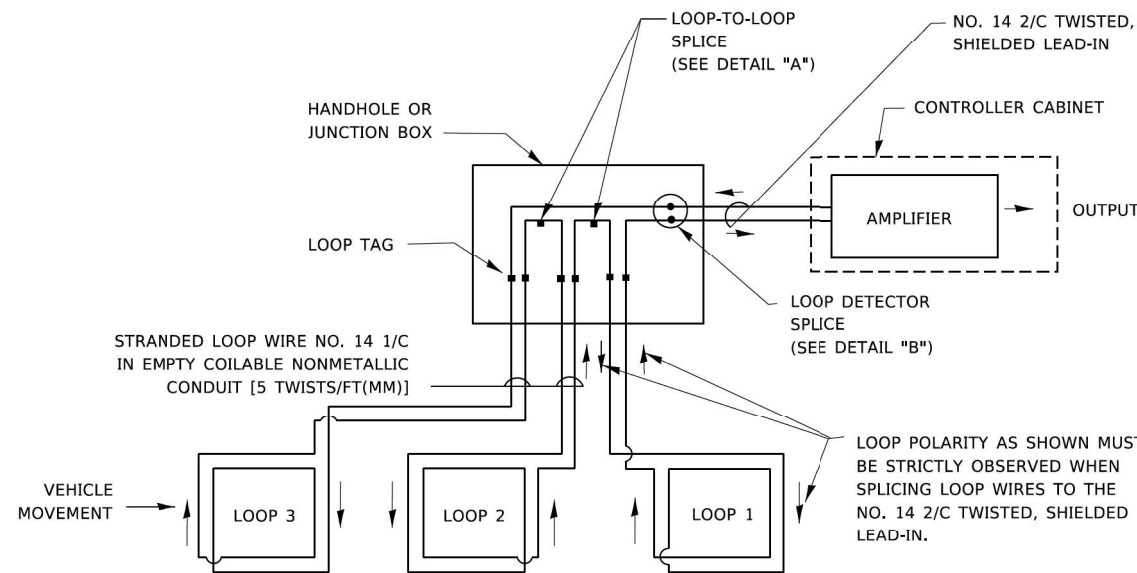 LOOP-TO-LOOP
SPLICE
(SEE DETAIL "A")
NO. 14 2/C TWISTED,
SHIELDED LEAD-IN
HANDHOLE OR
JUNCTION BOX
CONTROLLER CABINET
AMPLIFIER
OUTPUT
LOOP TAG
LOOP DETECTOR
SPLICE
(SEE DETAIL "B")
STRANDED LOOP WIRE NO. 14 1/C
IN EMPTY COILABLE NONMETALLIC
CONDUIT [5 TWISTS/FT(MM)]
LOOP POLARITY AS SHOWN MUST
BE STRICTLY OBSERVED WHEN
SPLICING LOOP WIRES TO THE
NO. 14 2/C TWISTED, SHIELDED
LEAD-IN.
VEHICLE
MOVEMENT
LOOP 3
LOOP 2
LOOP 1